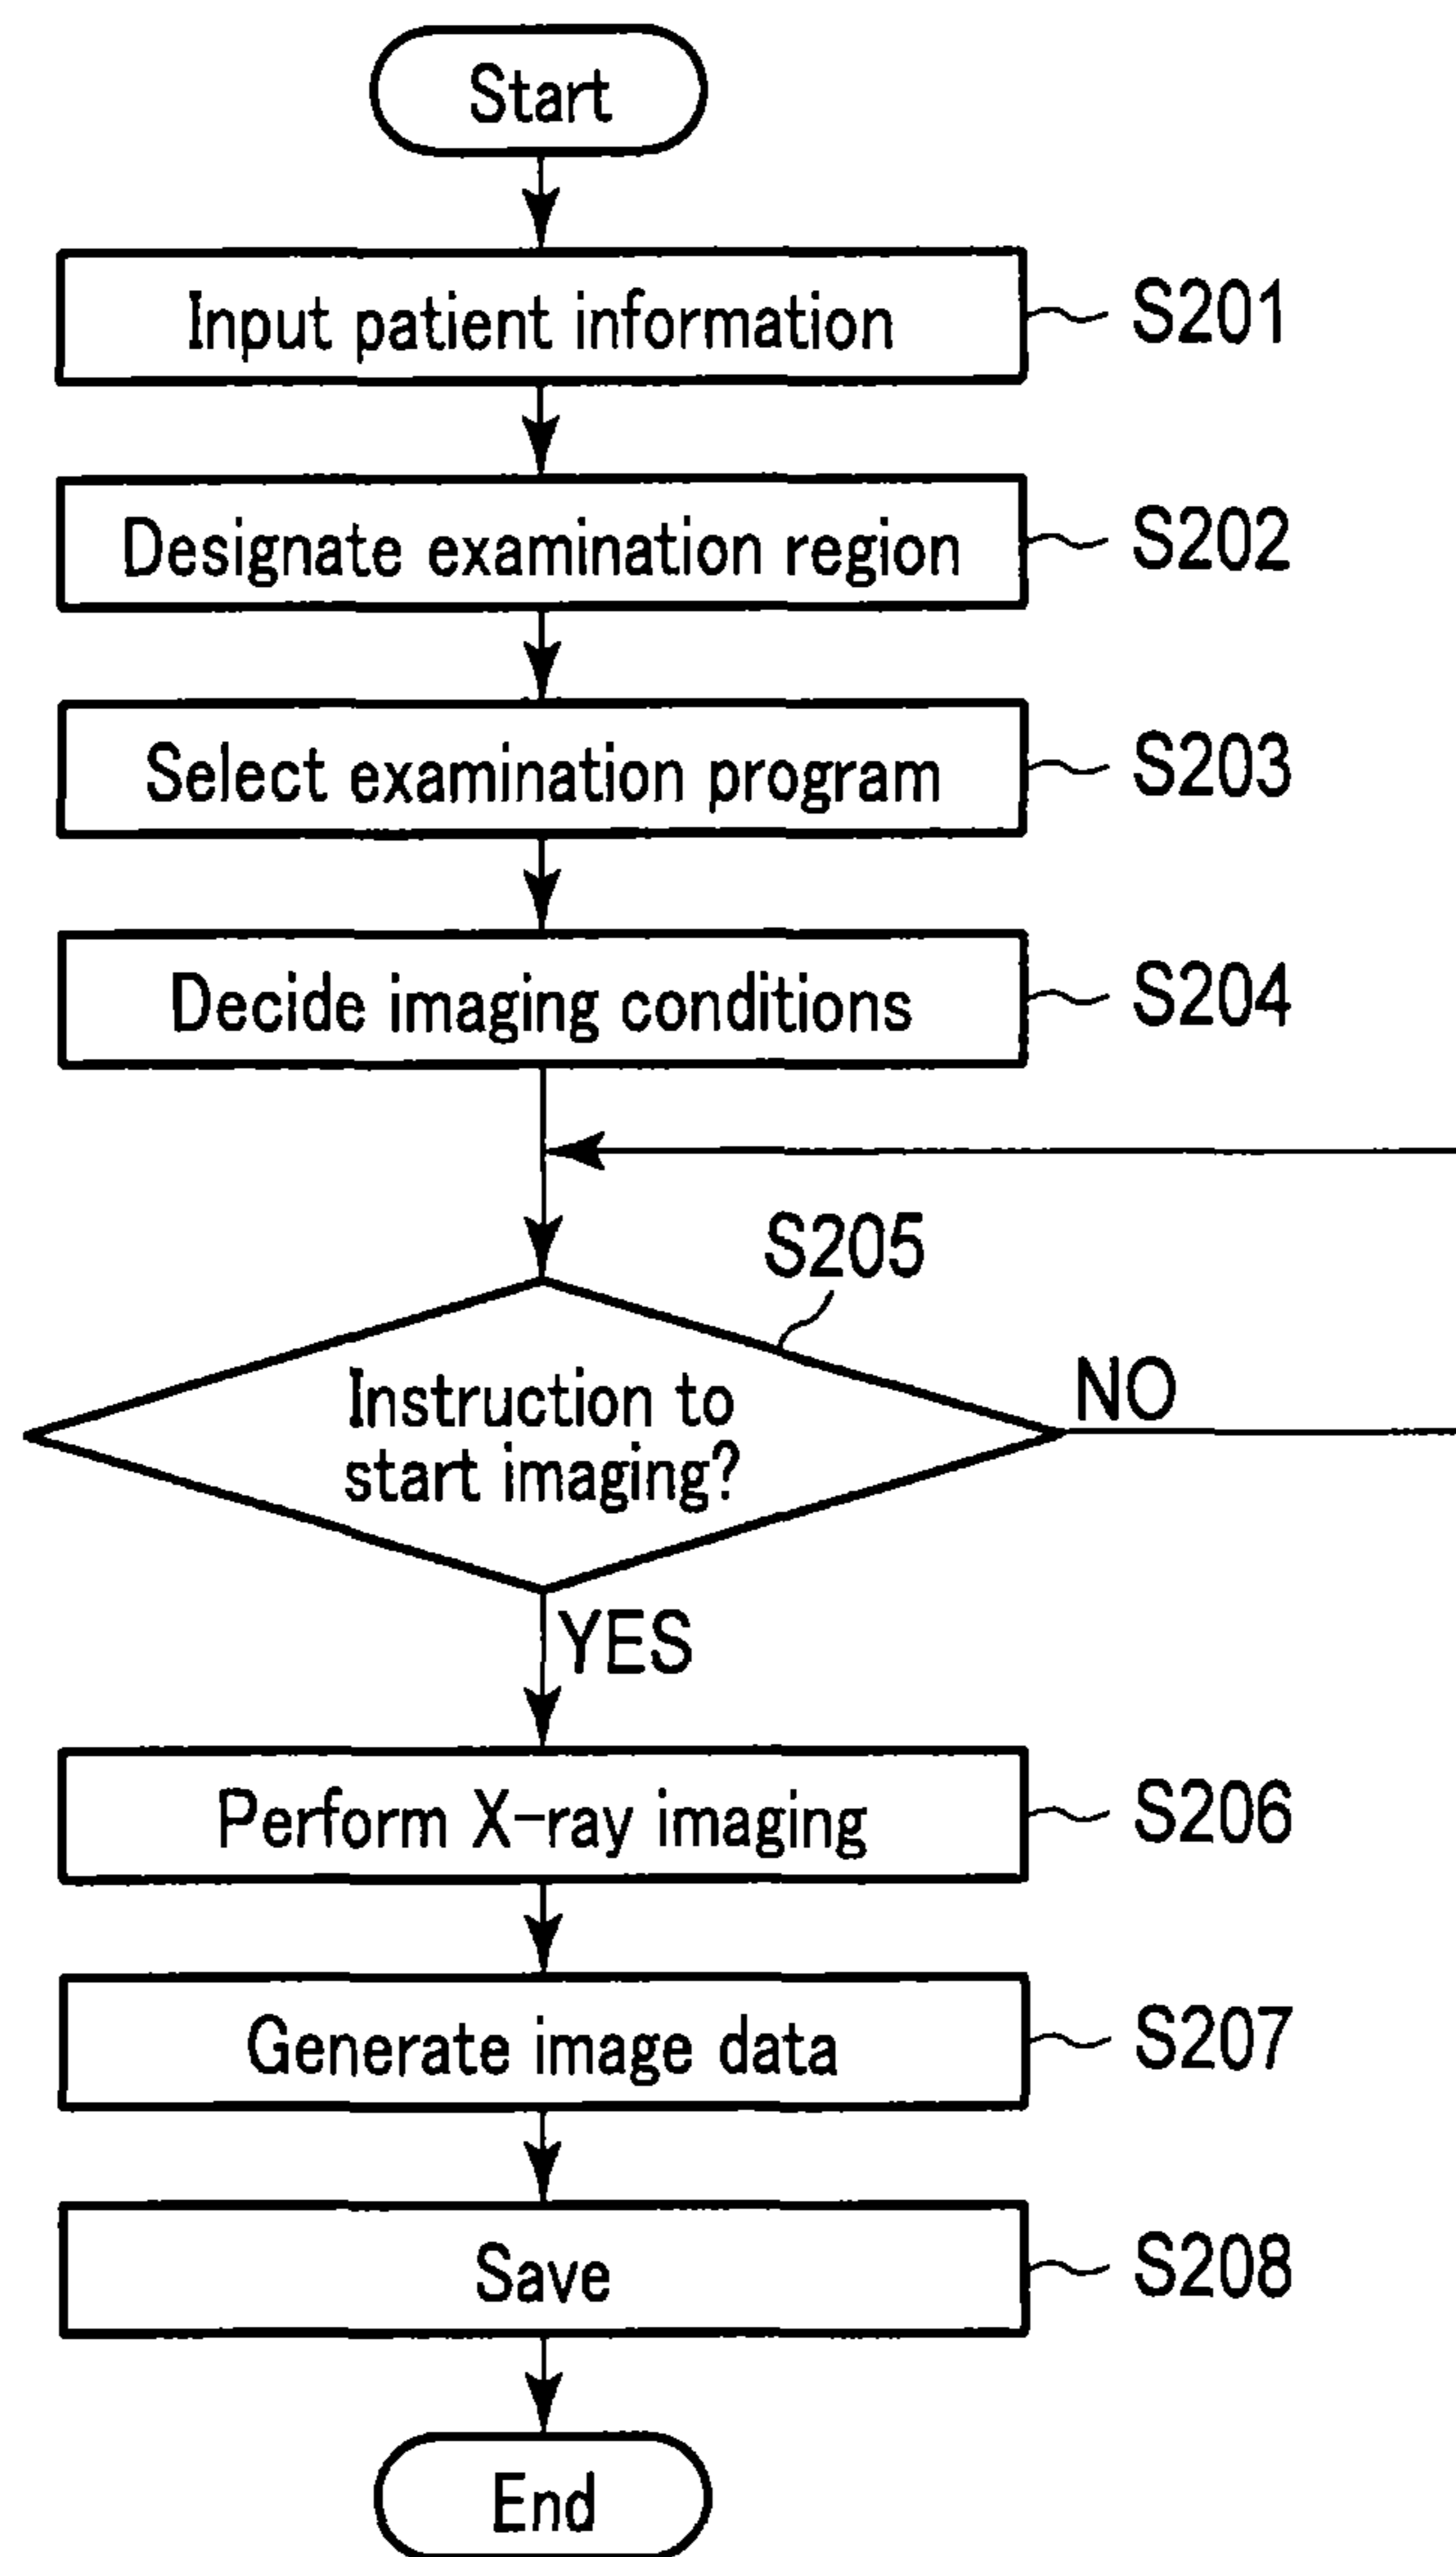 Start
Input patient information
S201
Designate examination region
S202
Select examination program
S203
Decide imaging conditions
S204
S205
Instruction to
start imaging?
NO
YES
Perform X-ray imaging
S206
Generate image data
S207
Save
S208
End